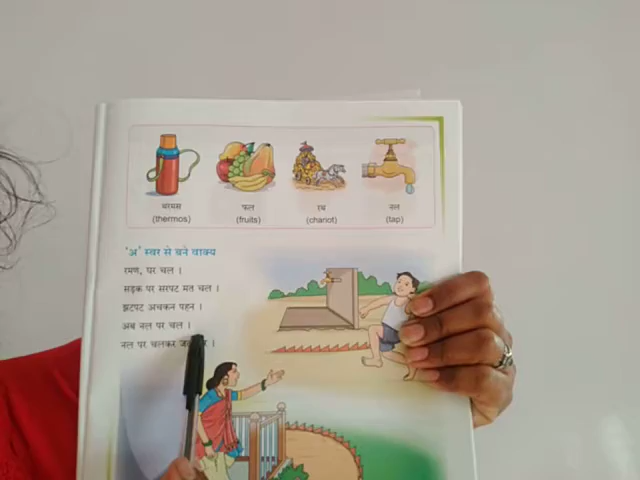 थरमस फल रथ नल
(thermos) (fruits) (chariot) (tap)
'अ' स्वर से बने वाक्य
रमण, घर चल ।
सड़क पर सरपट मत चल ।
झटपट अचकन पहन ।
अब नल पर चल ।
नल पर चलकर ।